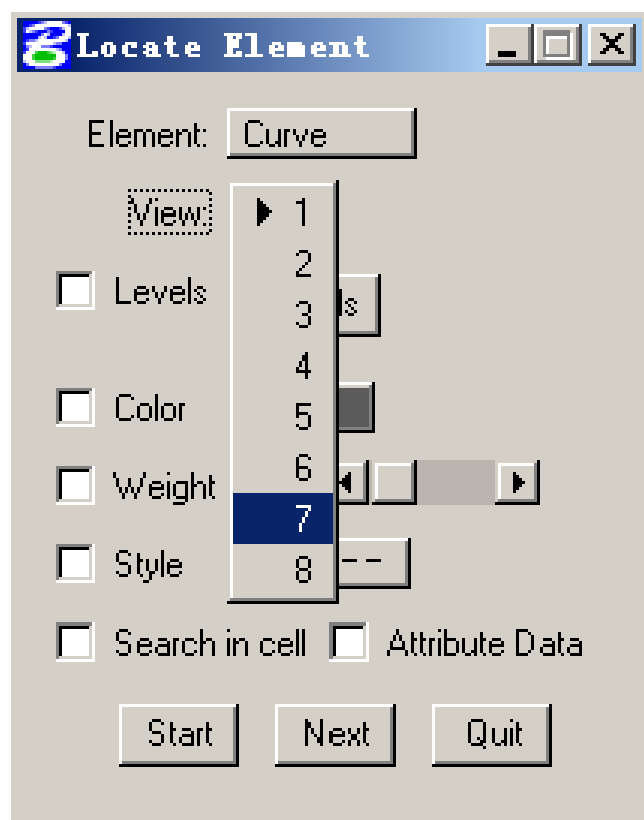 Locate Element
Element: Curve
View: 1
2
Levels
3 ls
4
Color 5
6
Weight
7
Style 8
Search in cell Attribute Data
Start Next Quit